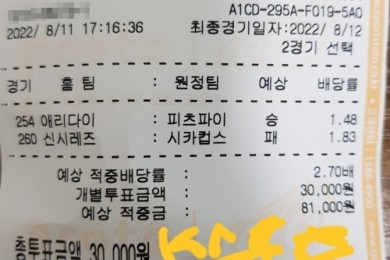 A1CD-295A-F019-5A0
2022/ 8/11 17:16:36 최종경기일자:2022/ 8/12
2경기 선택
경기 홈 팀 : 원정팀 예상 배당률
254 애리다이 : 피츠파이 승 1.48
260 신시레즈 : 시카컵스 패 1.83
예상 적중배당률 : 2.70배
개별투표금액 : 30,000원
예상 적중금 : 81,000원
총투표금액 30,000원